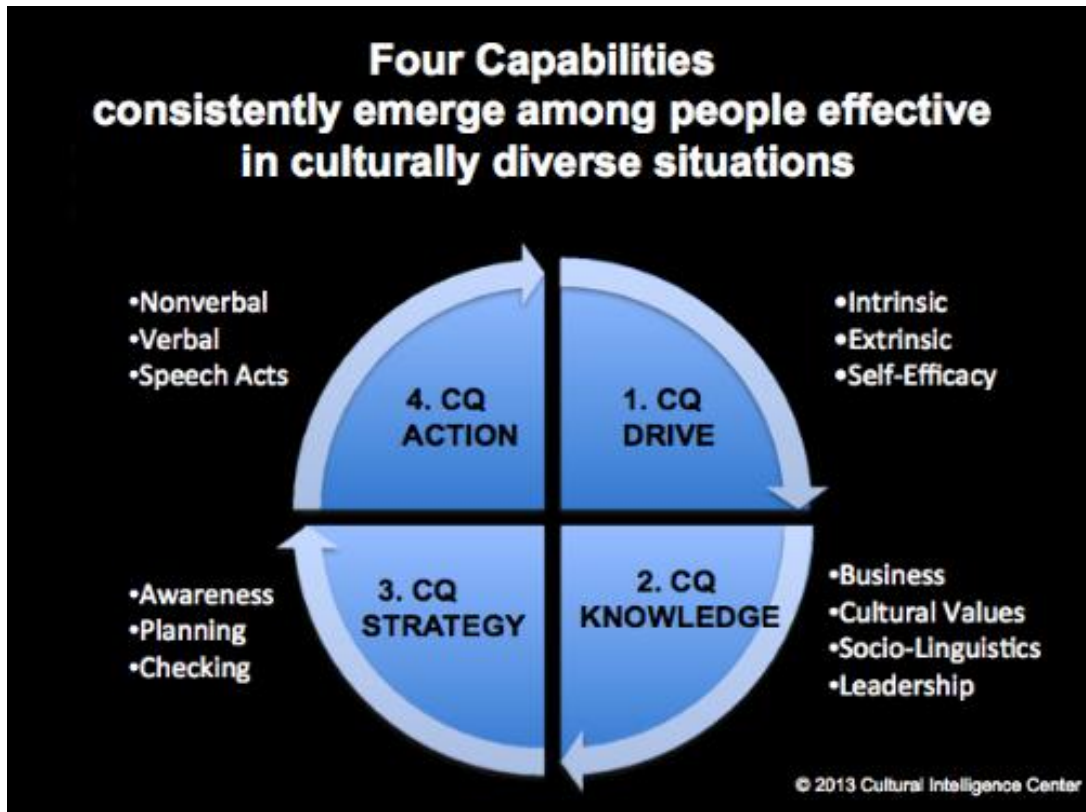 Four Capabilities
consistently emerge among people effective
in culturally diverse situations
•Nonverbal
•Verbal
•Speech Acts
4. CQ
ACTION
1. CQ
DRIVE
•Intrinsic
•Extrinsic
•Self-Efficacy
•Awareness
•Planning
•Checking
3. CQ
STRATEGY
2. CQ
KNOWLEDGE
•Business
•Cultural Values
•Socio-Linguistics
•Leadership
© 2013 Cultural Intelligence Center